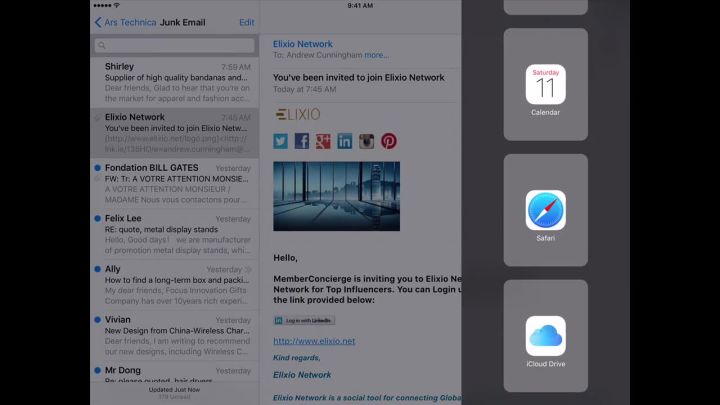 9:41 AM
Ars Technica Junk Email Edit
Shirley 7:59 AM
Supplier of high quality bandanas and...
Dear friends, Glad to hear that you're on
the market for apparel and fashion acc...
Elixio Network 7:45 AM
You've been invited to join Elixio Netw...
[http://www.elixio.net/logo.png]<http://
Fondation BILL GATES Yesterday
FW: Tr: A VOTRE ATTENTION MONSIE...
A VOTRE ATTENTION MONSIEUR /
MADAME Nous vous contactons pour...
Felix Lee Yesterday
RE: quote, metal display stands
Hello, Good days! we are manufacturer
of promotion metal display stands, whi...
Ally Yesterday
How to find a long-term box and packi...
My dear friends, Focus Innovation Gifts
Company has over 10years rich experi...
Vivian Yesterday
New Design from China-Wireless Char...
Dear friend, I am writing to recommend
our new designs, including Wireless C...
Mr Dong Yesterday
Re: please quoted, hair dryers
Updated Just Now
379 Unread
Elixio Network
To: Andrew Cunningham more...
You've been invited to join Elixio Network
Today at 7:45 AM
ELIXIO
Hello,
MemberConcierge is inviting you to Elixio Ne
Network for Top Influencers. You can Login u
the link provided below:
Log in with LinkedIn
http://www.elixio.net
Kind regards,
Elixio Network
Elixio Network is a social tool for connecting Globa
Saturday
11
Calendar
Safari
iCloud Drive